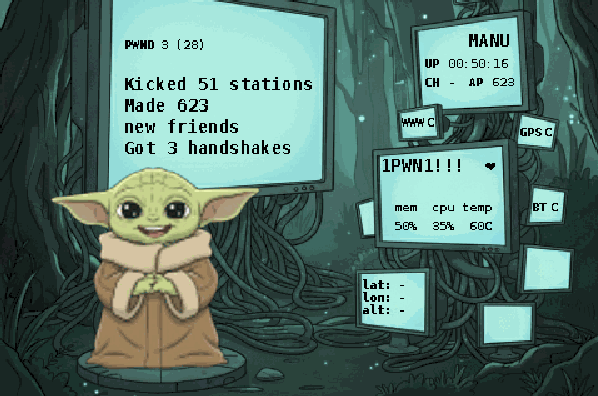 PWND 3 (28)
Kicked 51 stations
Made 623
new friends
Got 3 handshakes
MANU
UP 00:50:16
CH - AP 623
WWW C
GPS C
1PWN1!!! ♥
mem cpu temp
50% 35% 60C
BT C
lat: -
lon: -
alt: -